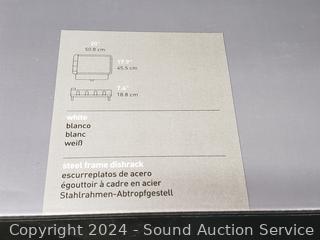 20"
50.8 cm
17.9"
45.5 cm
7.4"
18.8 cm
white
blanco
blanc
weiß
steel frame dishrack
escurreplatos de acero
égouttoir à cadre en acier
Stahlrahmen-Abtropfgestell
Copyright 2024 - Sound Auction Service